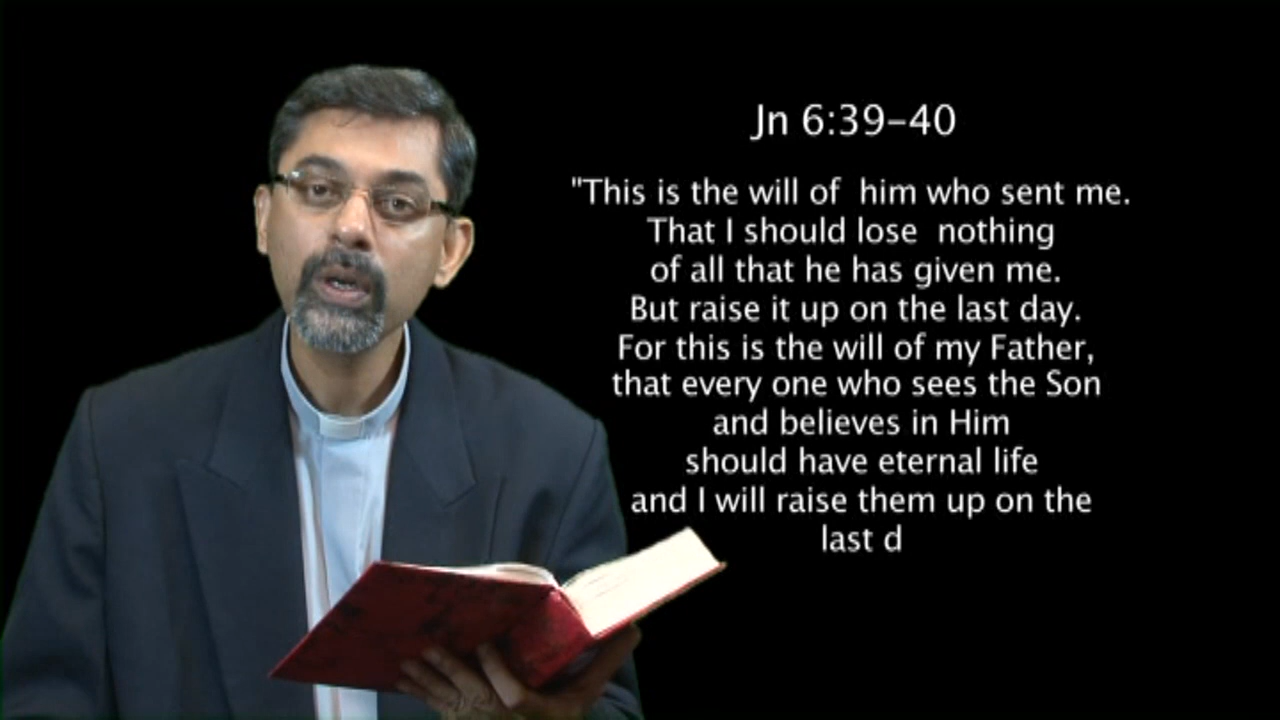 Jn 6:39-40
"This is the will of  him who sent me.
That I should lose  nothing
of all that he has given me.
But raise it up on the last day.
For this is the will of my Father,
that every one who sees the Son
and believes in Him
should have eternal life
and I will raise them up on the
last d